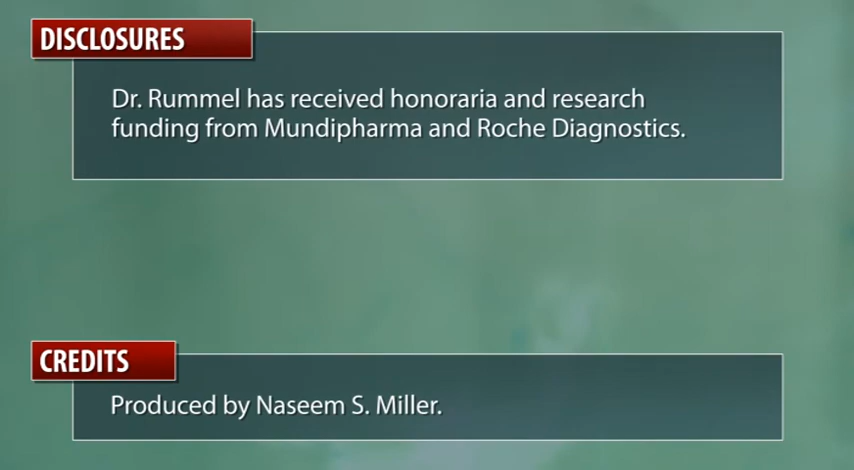 DISCLOSURES
Dr. Rummel has received honoraria and research
funding from Mundipharma and Roche Diagnostics.
CREDITS
Produced by Naseem S. Miller.